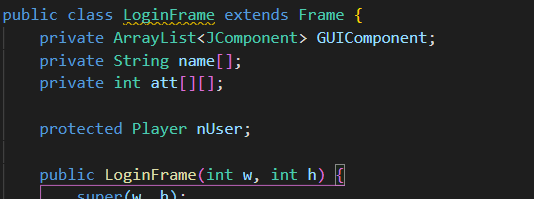 public class LoginFrame extends Frame {
private ArrayList<JComponent> GUIComponent;
private String name[];
private int att[][];
protected Player nUser;
public LoginFrame(int w, int h) {
super(w, h);